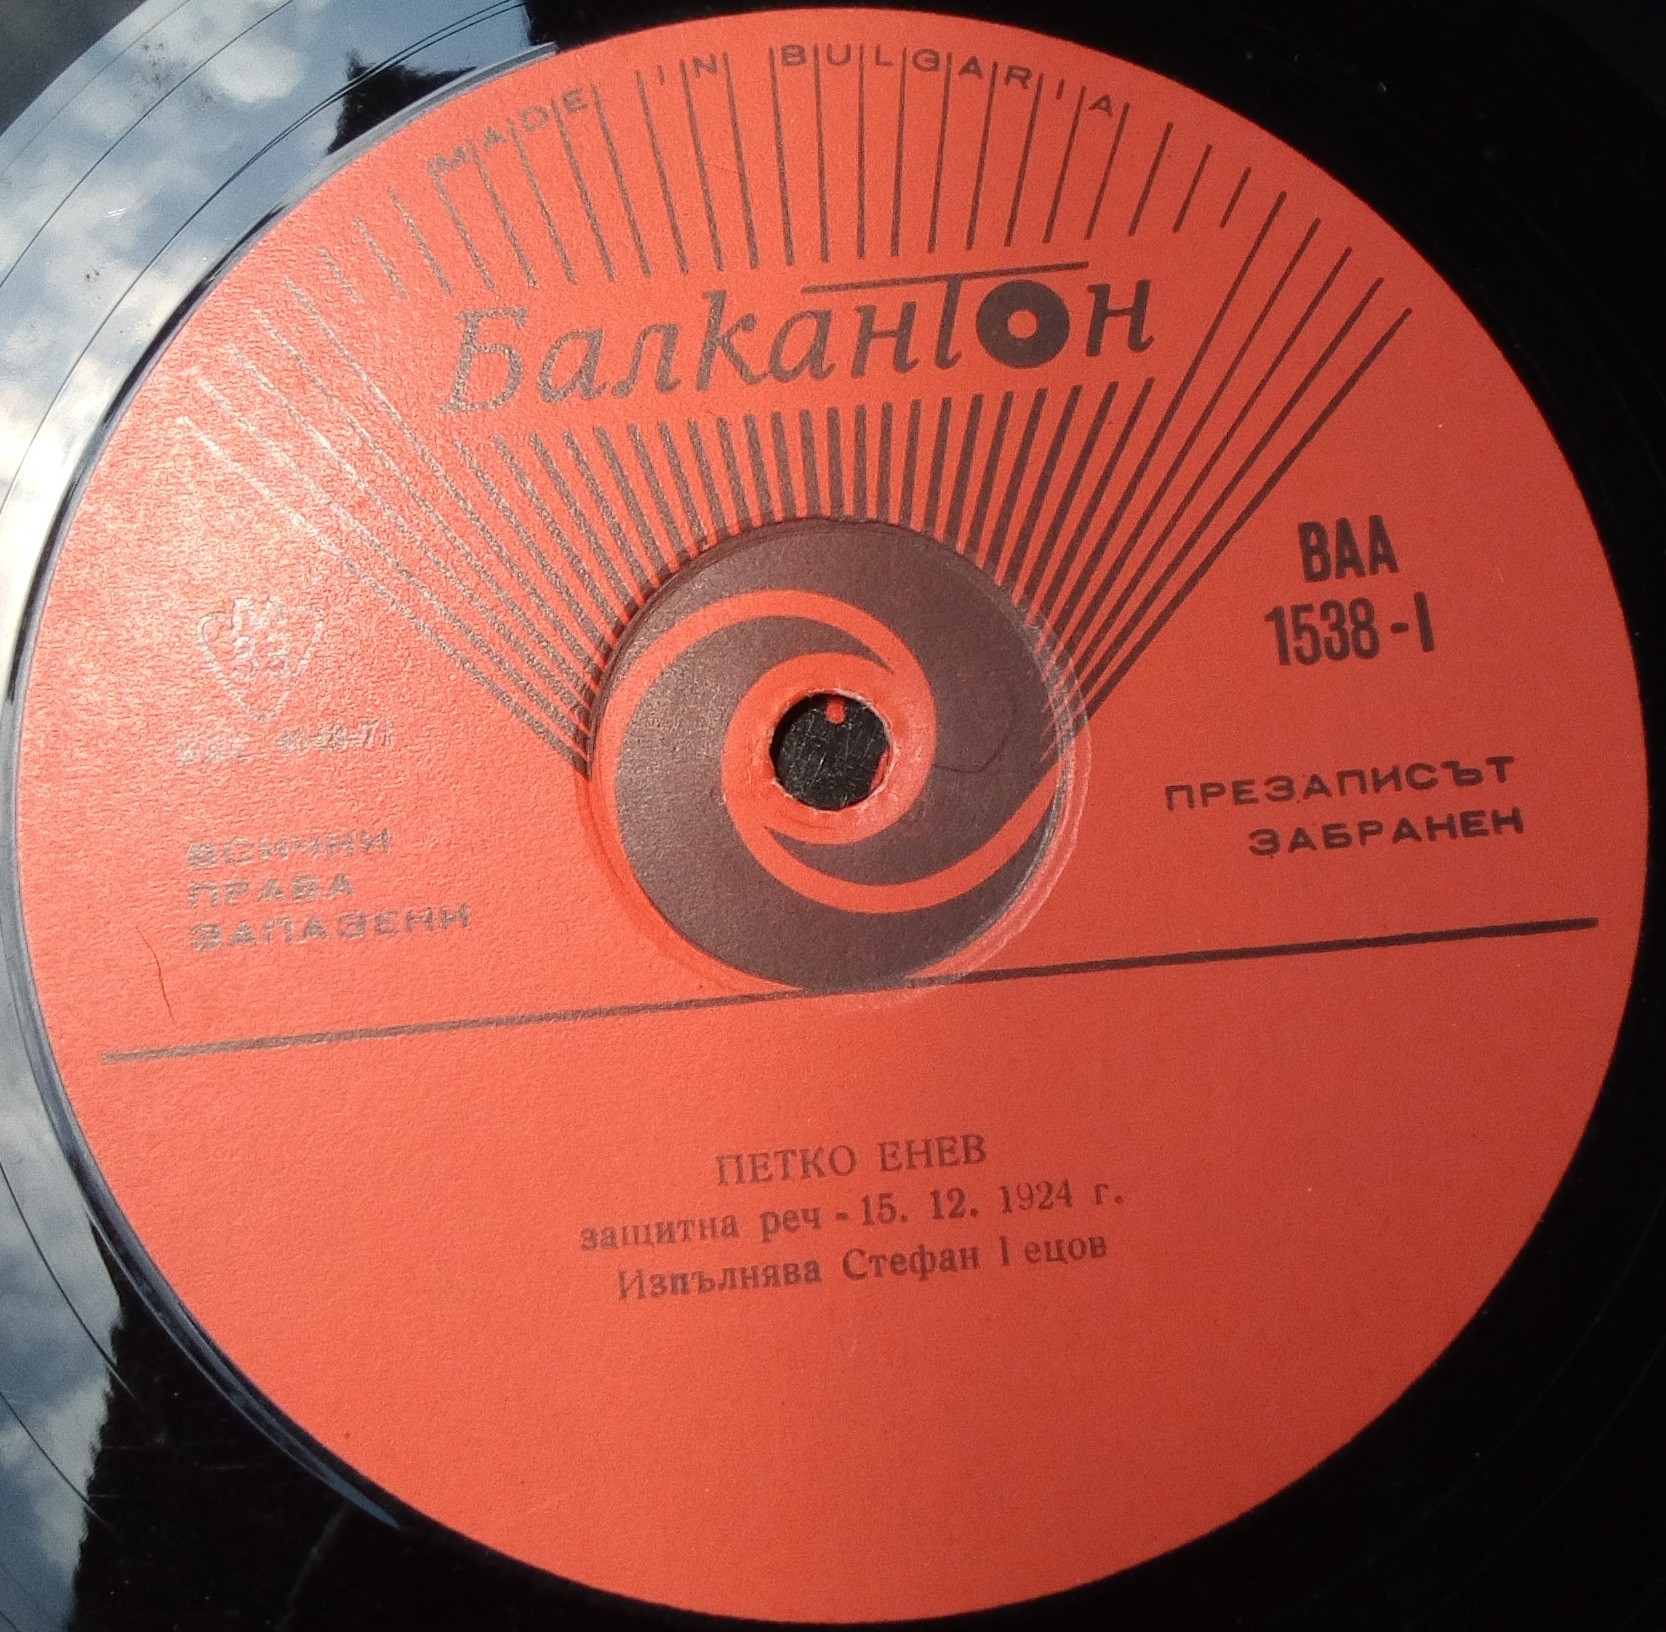 MADE IN BULGARIA
Балкантон
ВАА
1538-I
ПРЕЗАПИСЪТ
ЗАБРАНЕН
ВСИЧКИ
ПРАВА
ЗАПАЗЕНИ
ПЕТКО ЕНЕВ
защитна реч - 15. 12. 1924 г.
Изпълнява Стефан Гецов